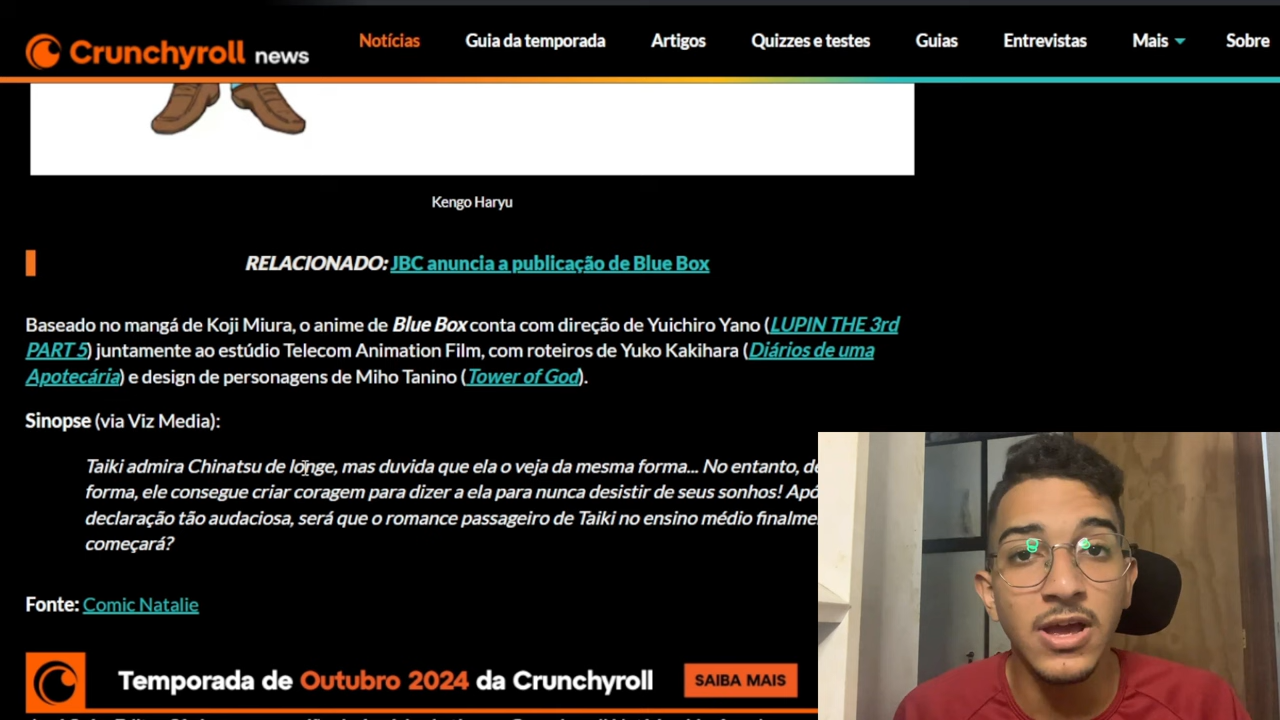 Crunchyroll news
Notícias Guia da temporada Artigos Quizzes e testes Guias Entrevistas Mais Sobre
Kengo Haryu
RELACIONADO: JBC anuncia a publicação de Blue Box
Baseado no mangá de Koji Miura, o anime de Blue Box conta com direção de Yuichiro Yano (LUPIN THE 3rd
PART 5) juntamente ao estúdio Telecom Animation Film, com roteiros de Yuko Kakihara (Diários de uma
Apotecária) e design de personagens de Miho Tanino (Tower of God).
Sinopse (via Viz Media):
Taiki admira Chinatsu de longe, mas duvida que ela o veja da mesma forma... No entanto,
forma, ele consegue criar coragem para dizer a ela para nunca desistir de seus sonhos!
declaração tão audaciosa, será que o romance passageiro de Taiki no ensino médio
começará?
Fonte: Comic Natalie
Temporada de Outubro 2024 da Crunchyroll SAIBA MAIS